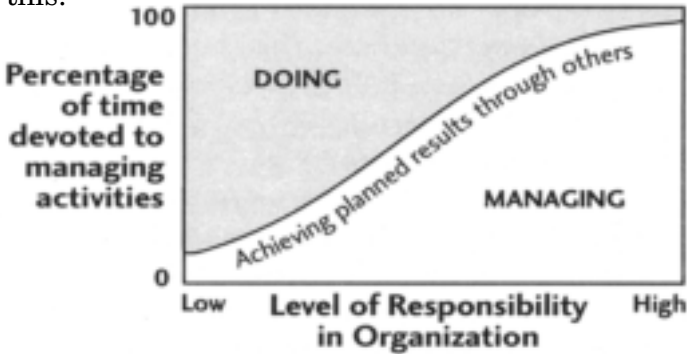 this.
100
Percentage
of time
devoted to
managing
activities
DOING
Achieving planned results through others
MANAGING
0
Low
Level of Responsibility
in Organization
High